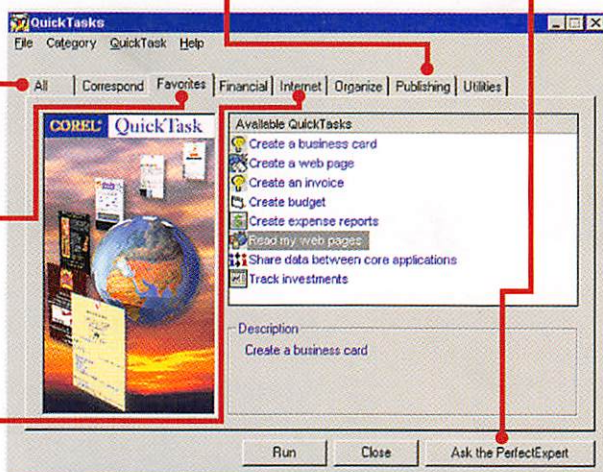 QuickTasks
File Category QuickTask Help
All Correspond Favorites Financial Internet Organize Publishing Utilities
COREL QuickTask
Available QuickTasks
Create a business card
Create a web page
Create an invoice
Create budget
Create expense reports
Read my web pages
Share data between core applications
Track investments
Description
Create a business card
Run Close Ask the PerfectExpert